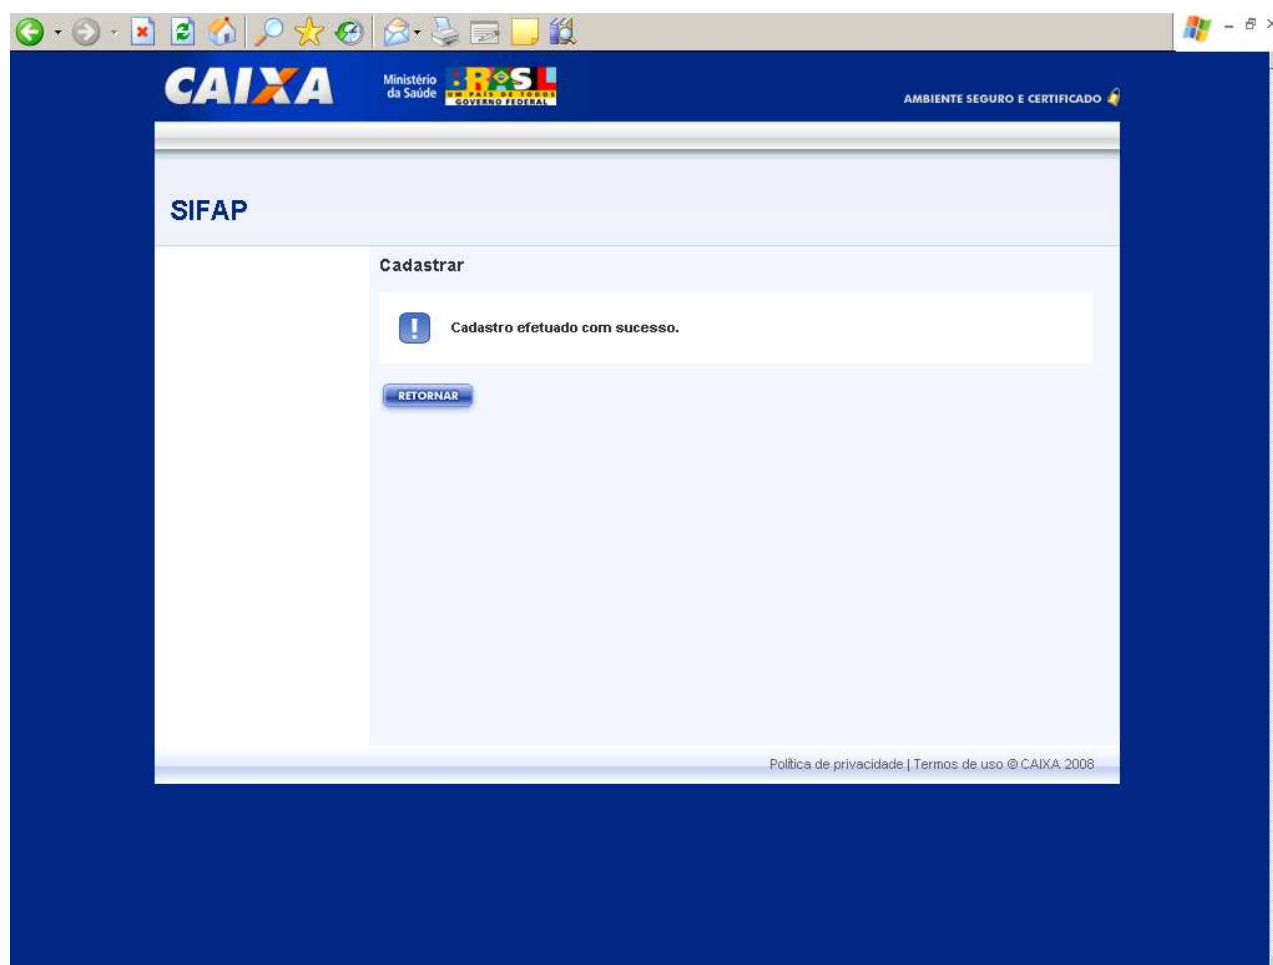 CAIXA
Ministério
da Saúde
BRASIL
UM PAÍS DE TODOS
GOVERNO FEDERAL
AMBIENTE SEGURO E CERTIFICADO
SIFAP
Cadastrar
Cadastro efetuado com sucesso.
RETORNAR
Política de privacidade | Termos de uso © CAIXA 2008